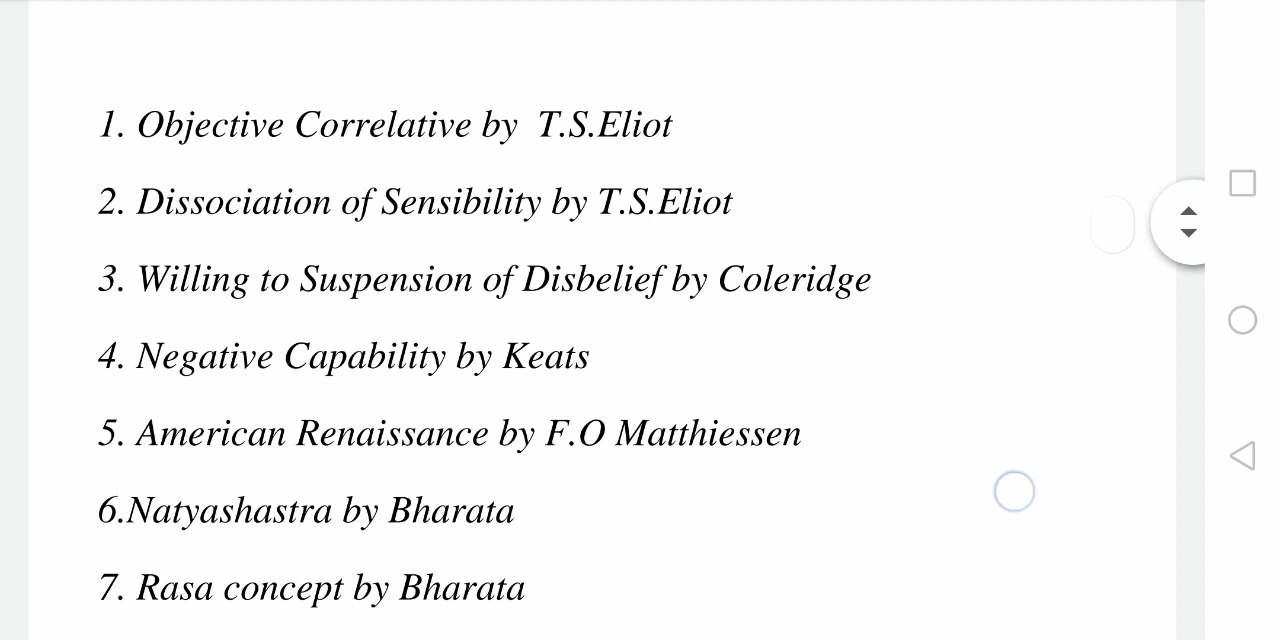 1. Objective Correlative by T.S.Eliot
2. Dissociation of Sensibility by T.S.Eliot
3. Willing to Suspension of Disbelief by Coleridge
4. Negative Capability by Keats
5. American Renaissance by F.O Matthiessen
6.Natyashastra by Bharata
7. Rasa concept by Bharata